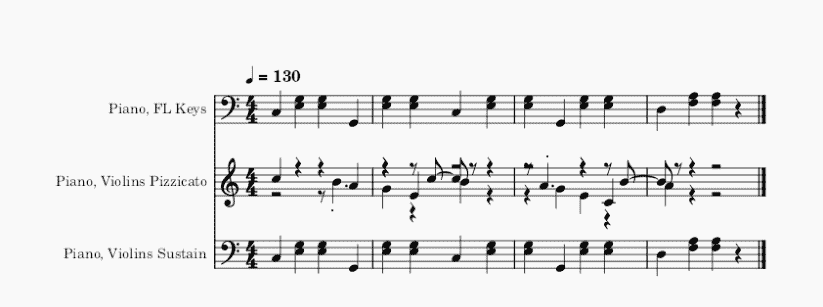 ♩ = 130
Piano, FL Keys
Piano, Violins Pizzicato
Piano, Violins Sustain